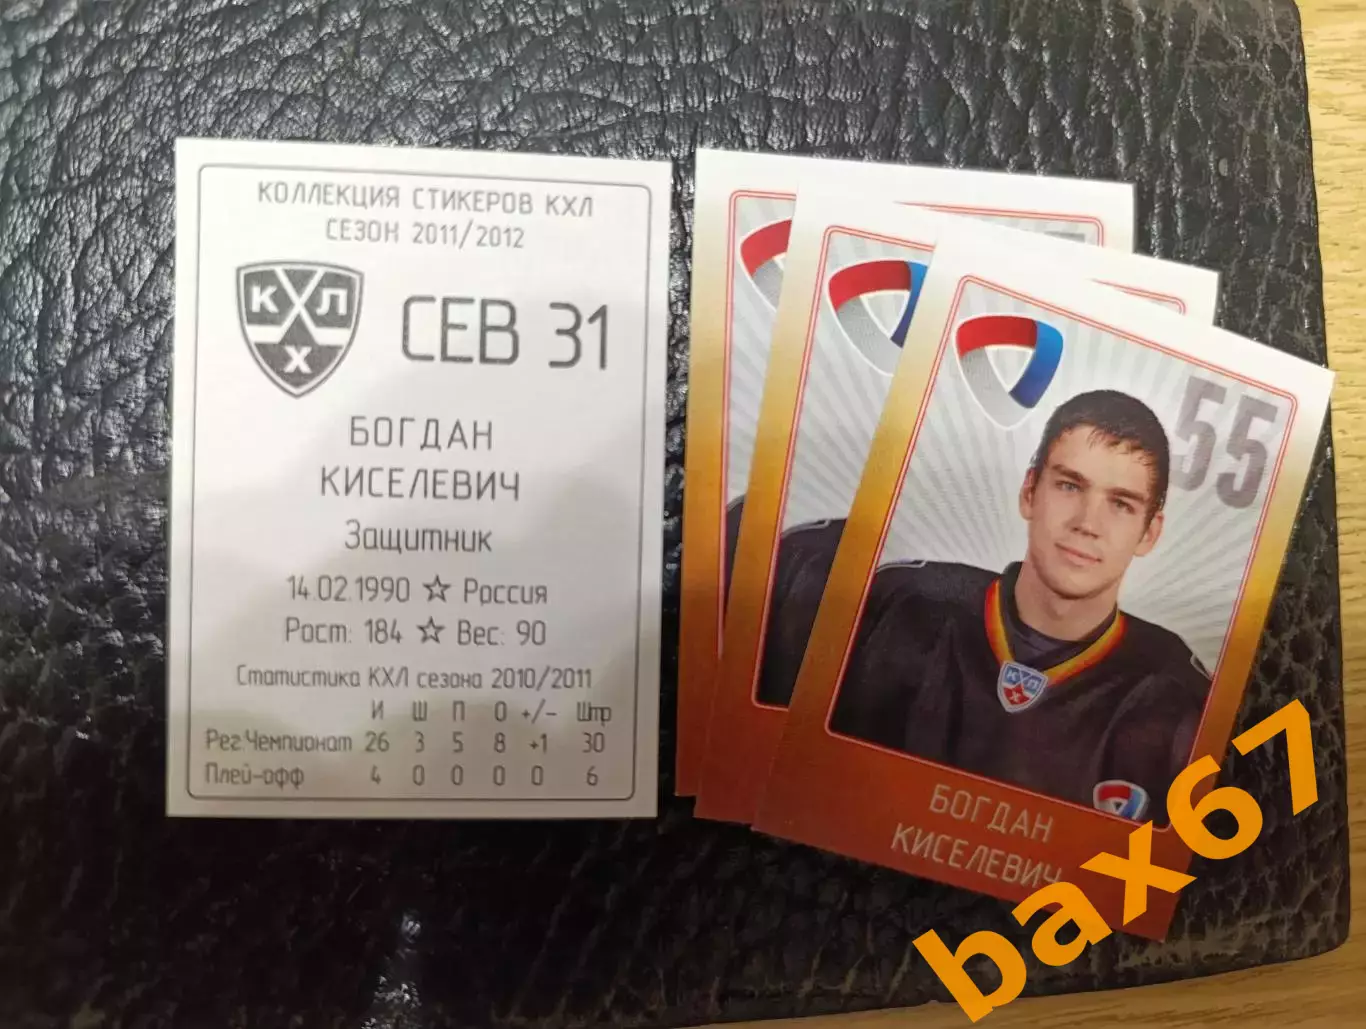 КОЛЛЕКЦИЯ СТИКЕРОВ КХЛ
СЕЗОН 2011/2012
КХЛ
Х
СЕВ 31
БОГДАН
КИСЕЛЕВИЧ
Защитник
14.02.1990 ☆ Россия
Рост: 184 ☆ Вес: 90
Статистика КХЛ сезона 2010/2011
И Ш П О +/- Штр
Рег.Чемпионат 26 3 5 8 +1 30
Плей-офф 4 0 0 0 0 6
55
КХЛ
Х
БОГДАН
КИСЕЛЕВИЧ
bax67